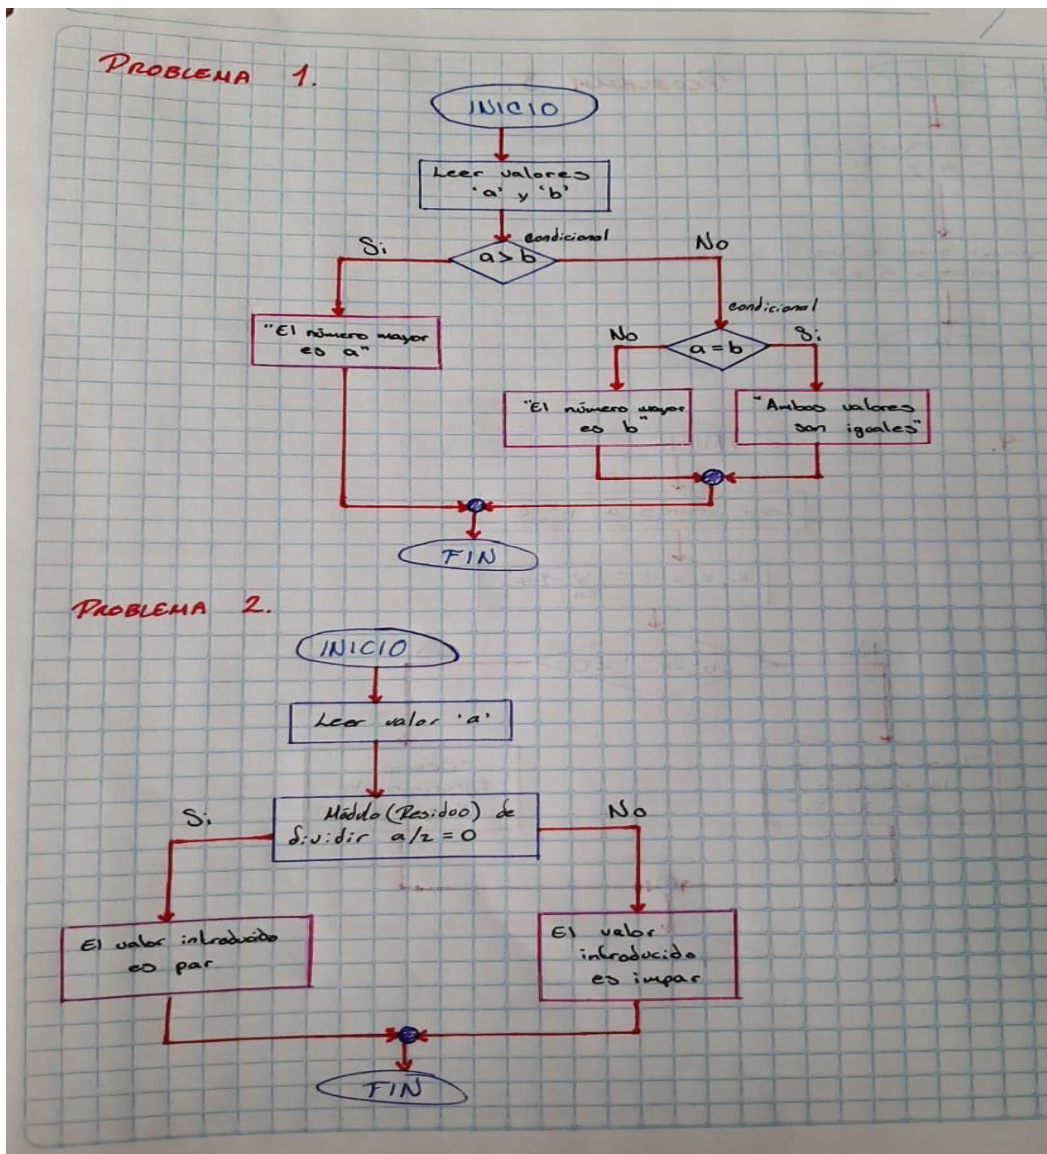 PROBLEMA 1.
INICIO
Leer valores
'a' y 'b'
condicional
Si
a > b
No
condicional
"El número mayor
es a"
No
a = b
Si
"El número mayor
es b"
"Ambos valores
son iguales"
FIN
PROBLEMA 2.
INICIO
Leer valor 'a'
Si
Módulo (Residuo) de
dividir a/2 = 0
No
El valor introducido
es par
El valor
introducido
es impar
FIN